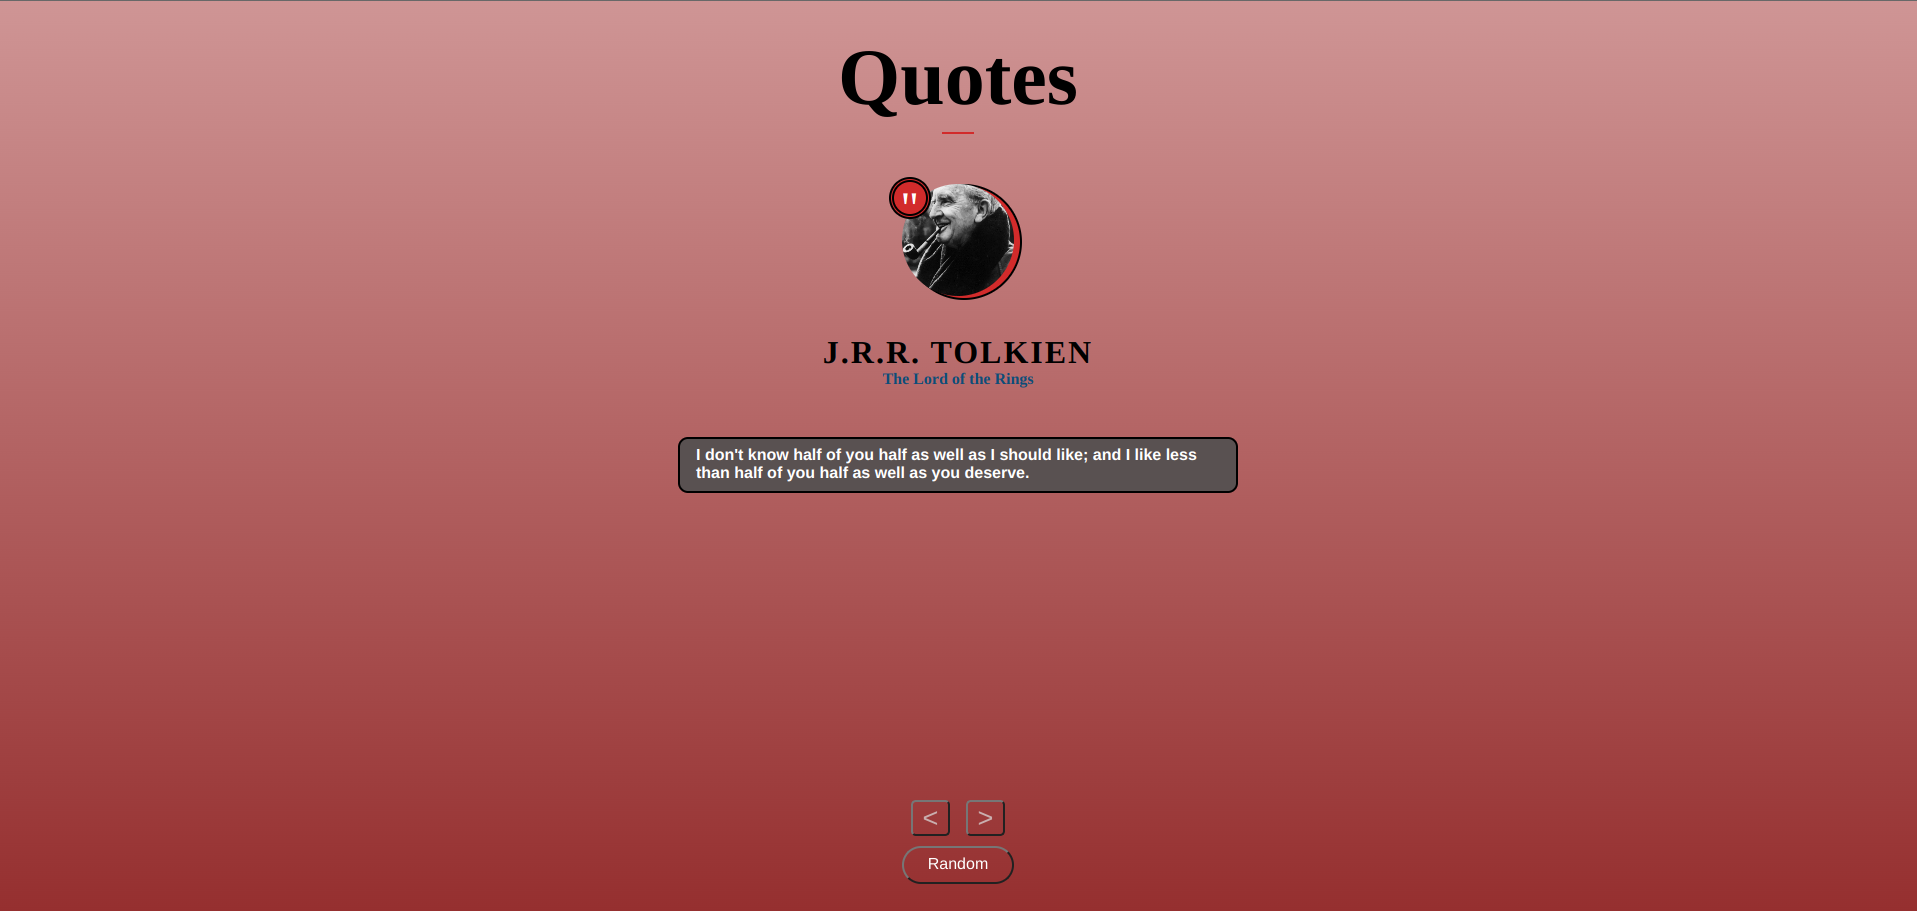 Quotes
"
J.R.R. TOLKIEN
The Lord of the Rings
I don't know half of you half as well as I should like; and I like less
than half of you half as well as you deserve.
< >
Random